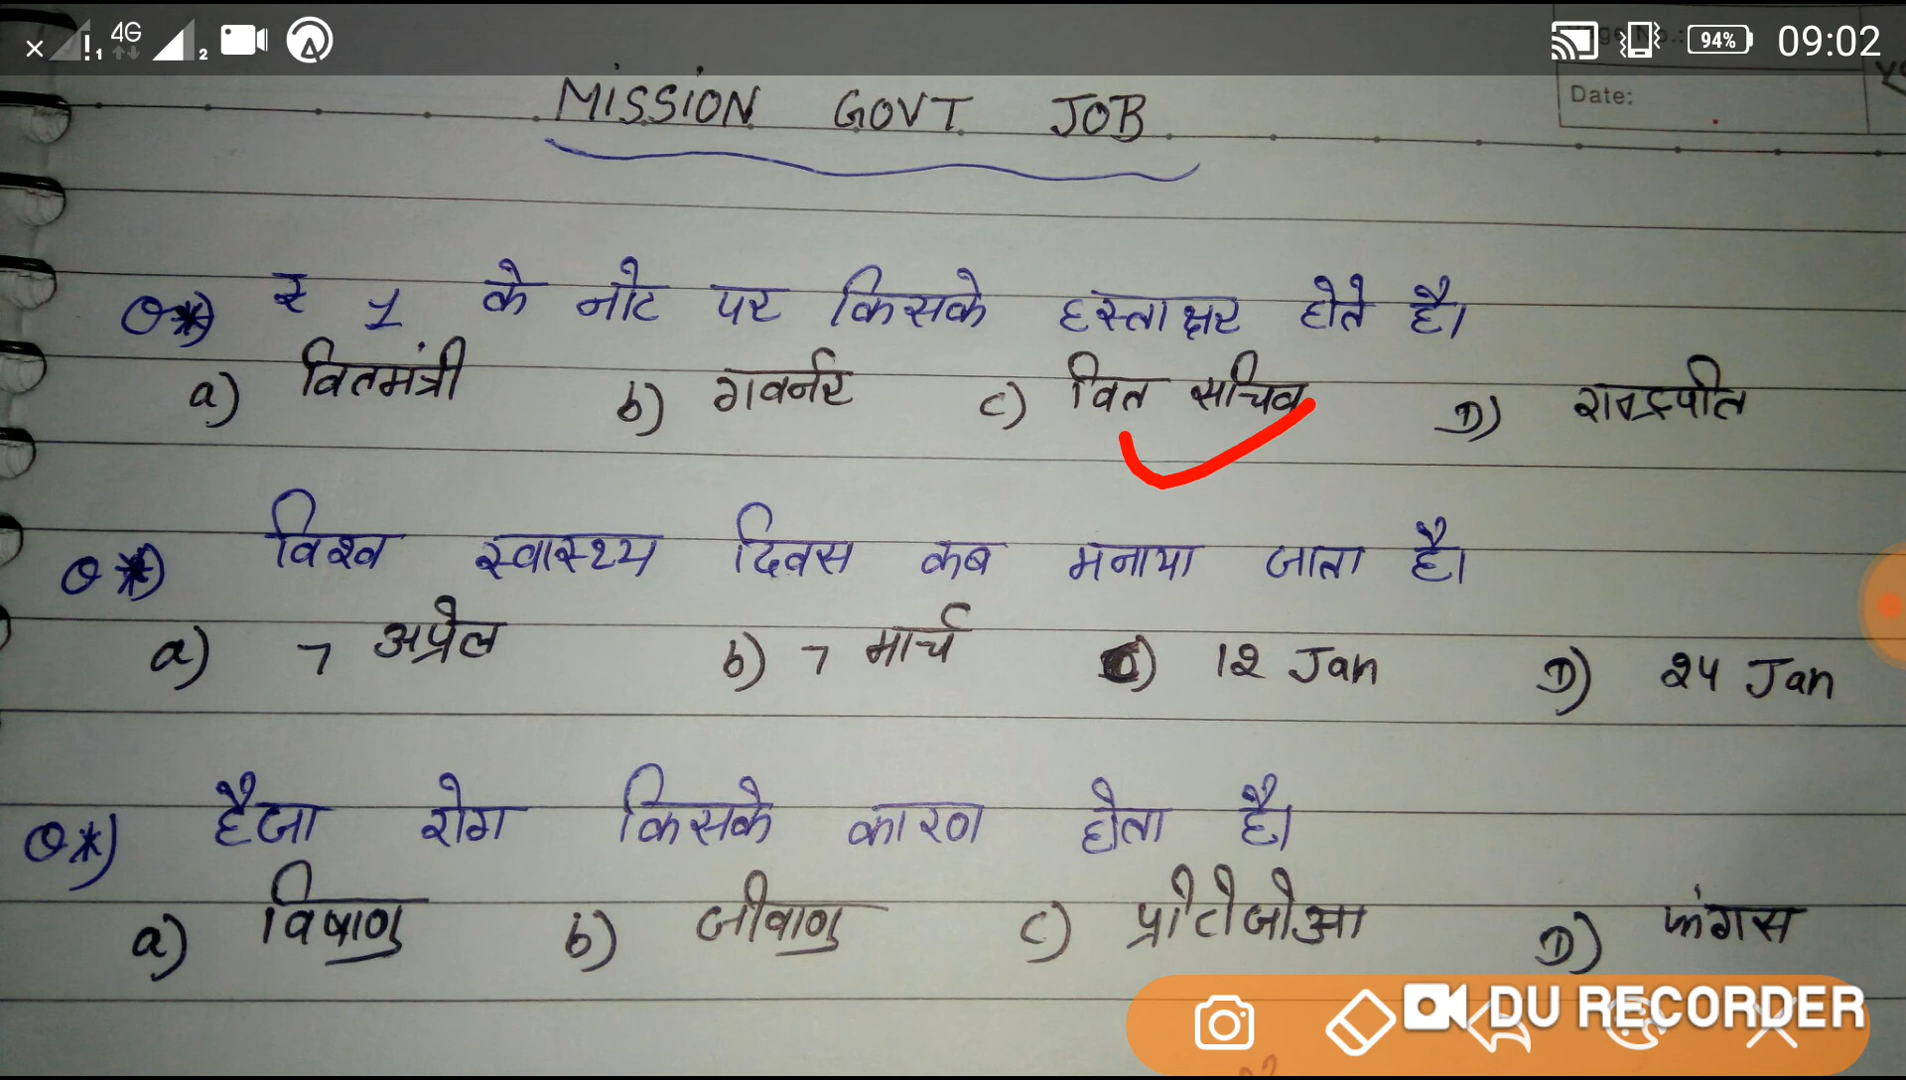 4G 94% 09:02
Date:
MISSION GOVT JOB
Q*) ₹ 1 के नोट पर किसके हस्ताक्षर होते है।
a) वितमंत्री b) गवर्नर c) वित सचिव D) राष्ट्रपति
Q*) विश्व स्वास्थ्य दिवस कब मनाया जाता है।
a) 7 अप्रेल b) 7 मार्च c) 12 Jan D) 24 Jan
Q*) हैजा रोग किसके कारण होता है।
a) विषाणु b) जीवाणु c) प्रोटोजोआ D) फंगस
DU RECORDER